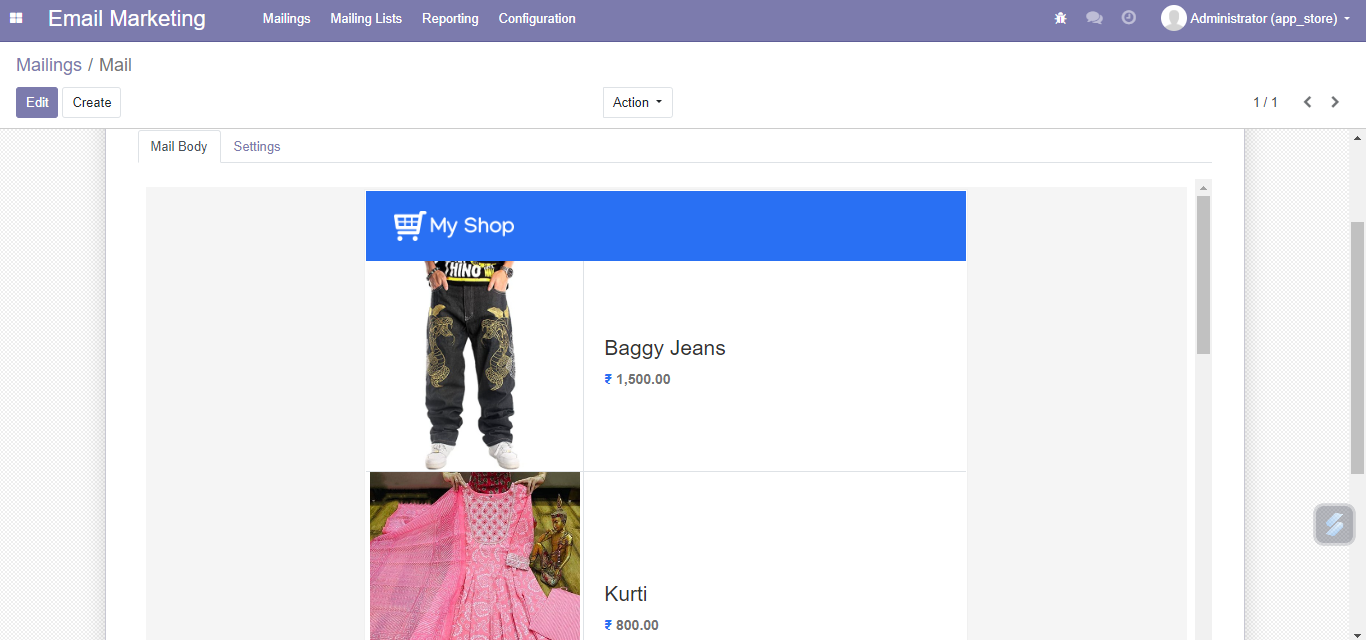 Email Marketing Mailings Mailing Lists Reporting Configuration Administrator (app_store)
Mailings / Mail
Edit Create Action 1 / 1
Mail Body Settings
My Shop
HINO
Baggy Jeans
₹ 1,500.00
Kurti
₹ 800.00